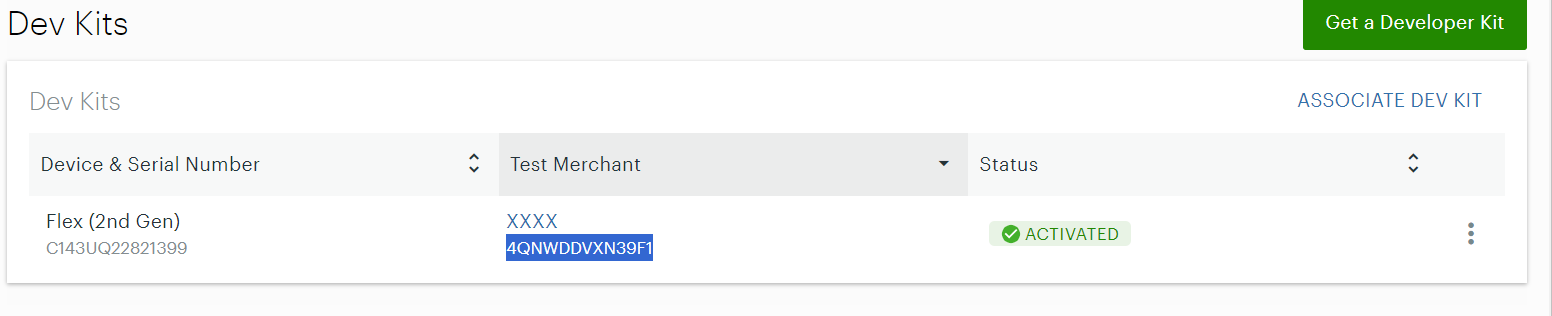 Dev Kits
Get a Developer Kit
Dev Kits
ASSOCIATE DEV KIT
Device & Serial Number
Test Merchant
Status
Flex (2nd Gen)
XXXX
ACTIVATED
C143UQ22821399
4QNWDDVXN39F1